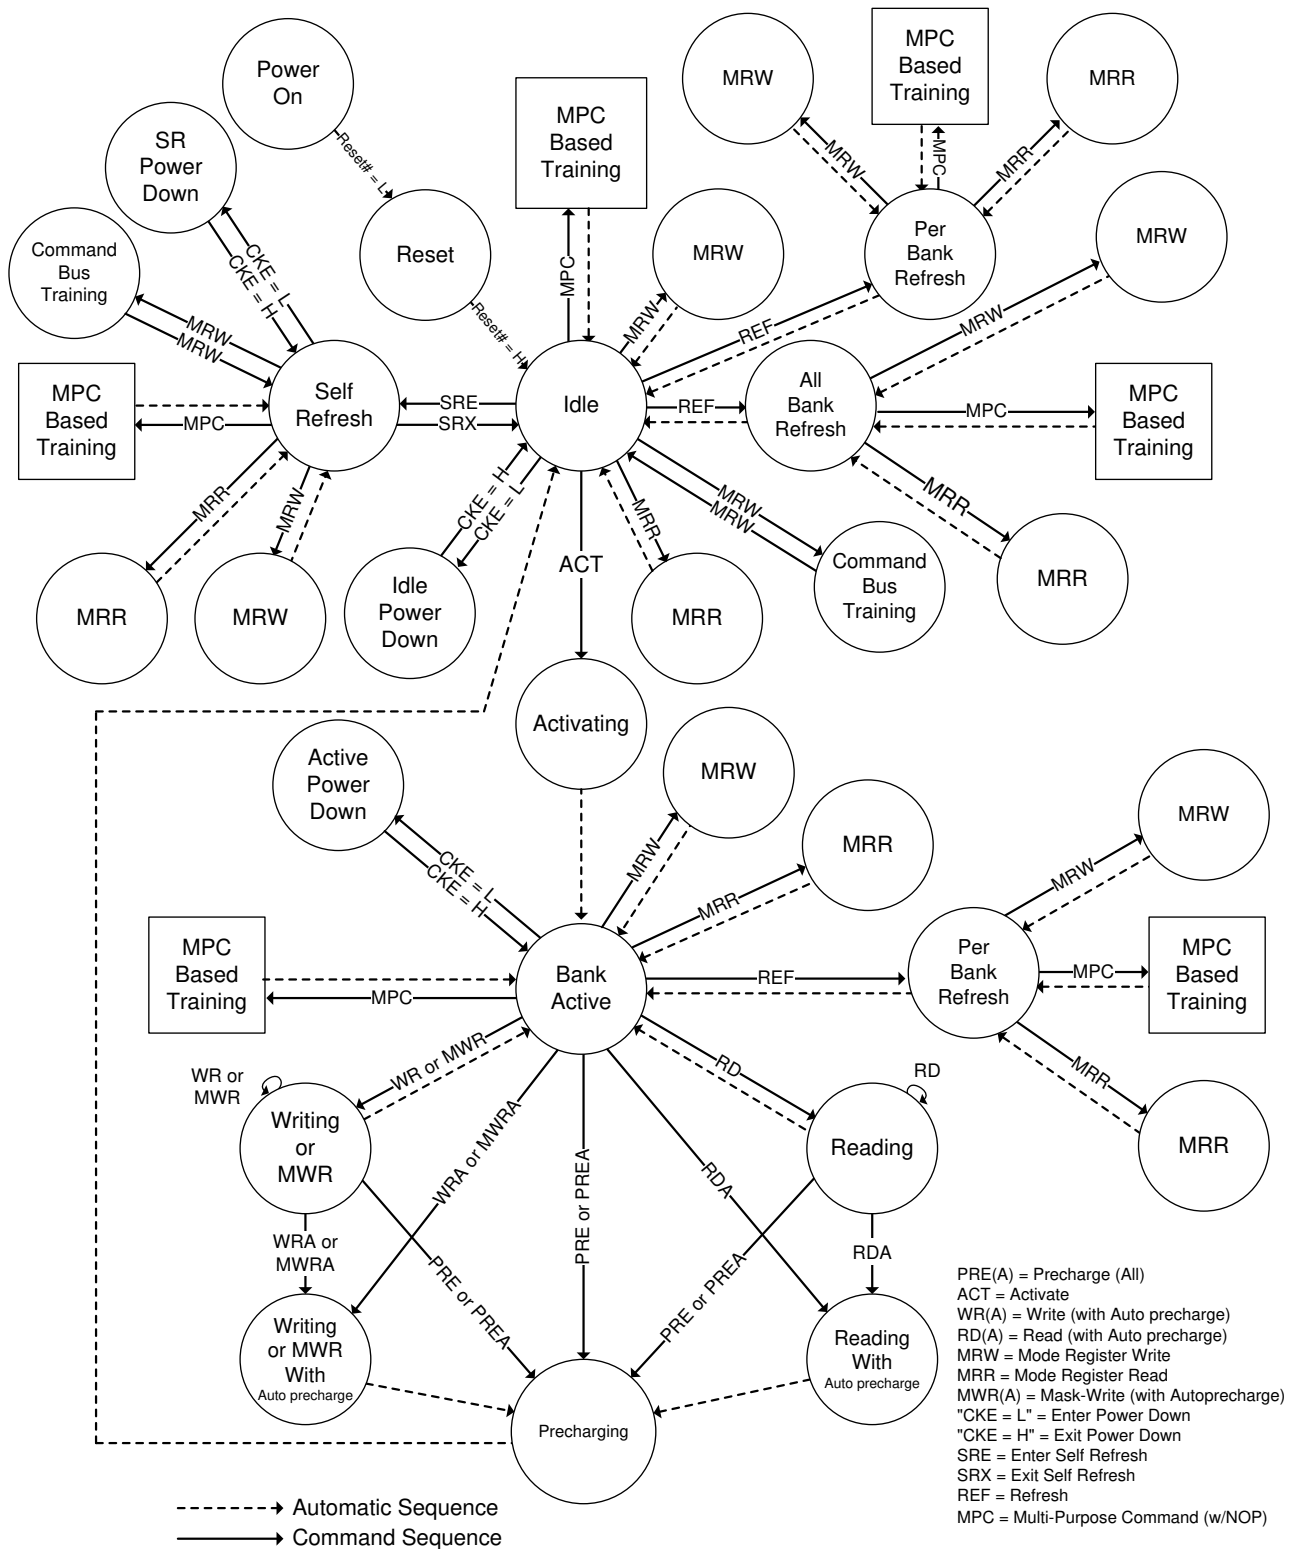 Power
On
MRW
MPC
Based
Training
MRR
SR
Power
Down
MPC
Based
Training
Reset# = L
MRW
MPC
MRR
Command
Bus
Training
CKE = L
CKE = H
Reset
MRW
Per
Bank
Refresh
MRW
MPC
Reset# = H
MRW
REF
MRW
MRW
MRW
MPC
Based
Training
MPC
Self
Refresh
SRE
SRX
Idle
REF
All
Bank
Refresh
MPC
MPC
Based
Training
MRR
MRW
CKE = H
CKE = L
MRR
MRW
MRW
MRR
ACT
MRR
MRW
Idle
Power
Down
MRR
Command
Bus
Training
MRR
Activating
Active
Power
Down
MRW
MRW
MRR
CKE = L
CKE = H
MRW
MRR
MRW
MPC
Based
Training
MPC
Bank
Active
REF
Per
Bank
Refresh
MPC
MPC
Based
Training
WR or
MWR
WR or MWR
RD
RD
MRR
Writing
or
MWR
WRA or MWRA
PRE or PREA
RDA
Reading
MRR
WRA or
MWRA
PRE or PREA
PRE or PREA
RDA
Writing
or MWR
With
Auto precharge
Reading
With
Auto precharge
Precharging
PRE(A) = Precharge (All)
ACT = Activate
WR(A) = Write (with Auto precharge)
RD(A) = Read (with Auto precharge)
MRW = Mode Register Write
MRR = Mode Register Read
MWR(A) = Mask-Write (with Autoprecharge)
"CKE = L" = Enter Power Down
"CKE = H" = Exit Power Down
SRE = Enter Self Refresh
SRX = Exit Self Refresh
REF = Refresh
MPC = Multi-Purpose Command (w/NOP)
Automatic Sequence
Command Sequence